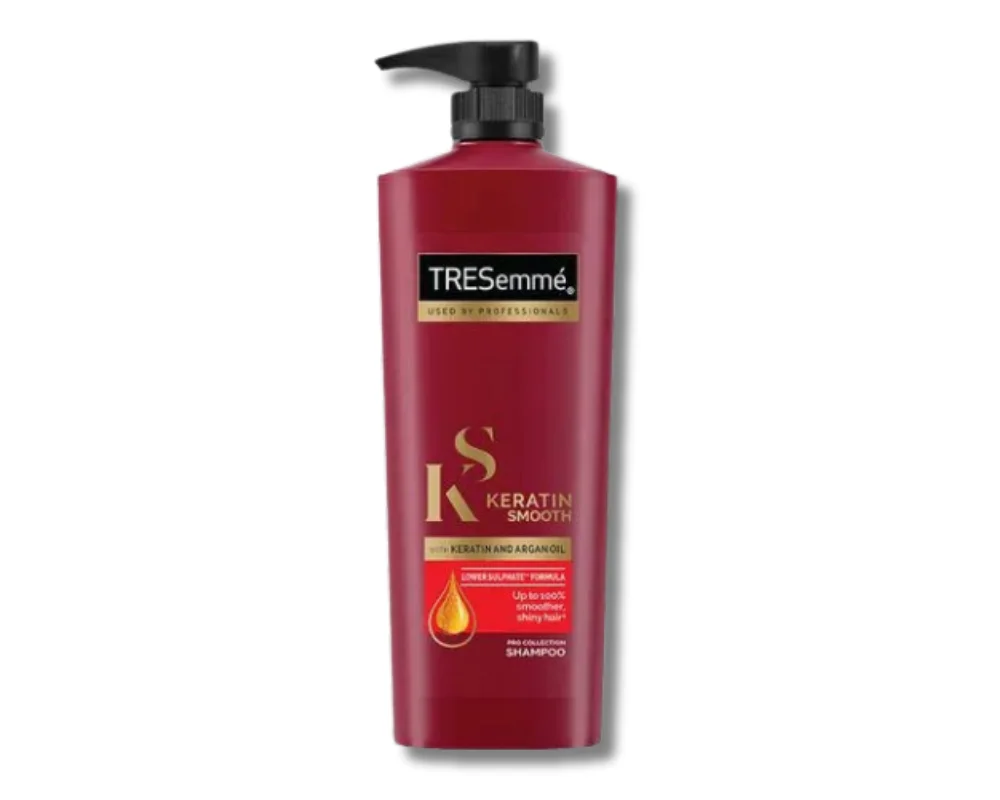 TRESemmé®
USED BY PROFESSIONALS
KS
KERATIN
SMOOTH
WITH KERATIN AND ARGAN OIL
LOWER SULPHATE** FORMULA
Up to 100%
smoother,
shiny hair*
PRO COLLECTION
SHAMPOO